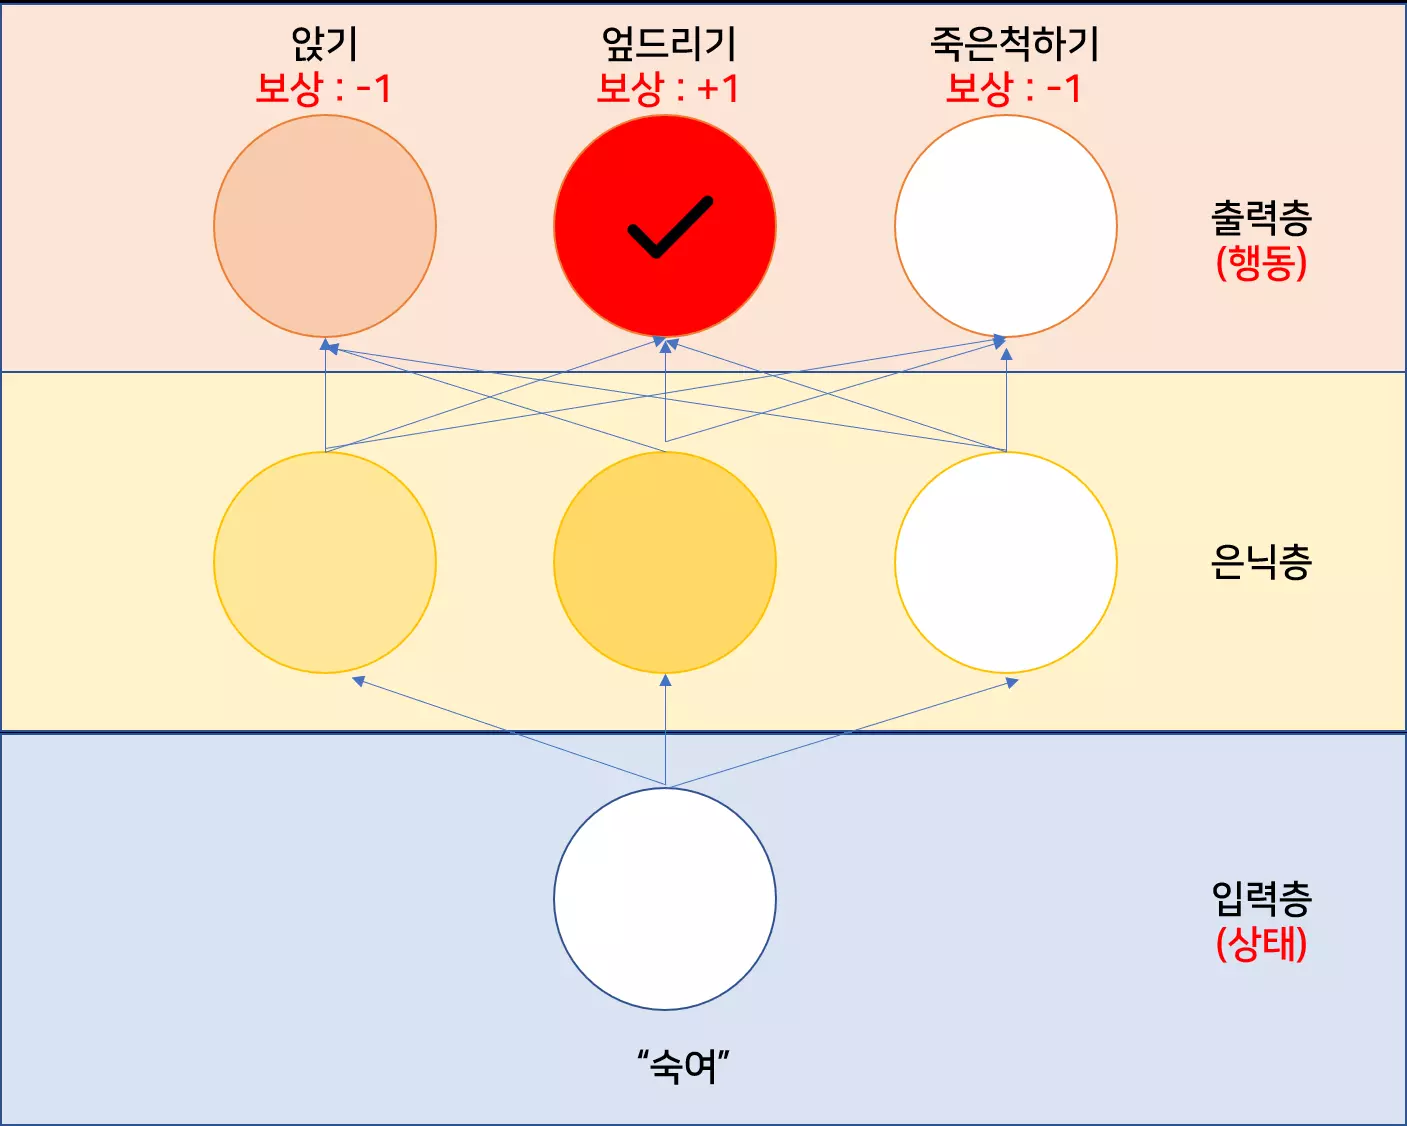 앉기
보상 : -1
엎드리기
보상 : +1
죽은척하기
보상 : -1
출력층
(행동)
은닉층
입력층
(상태)
“숙여”